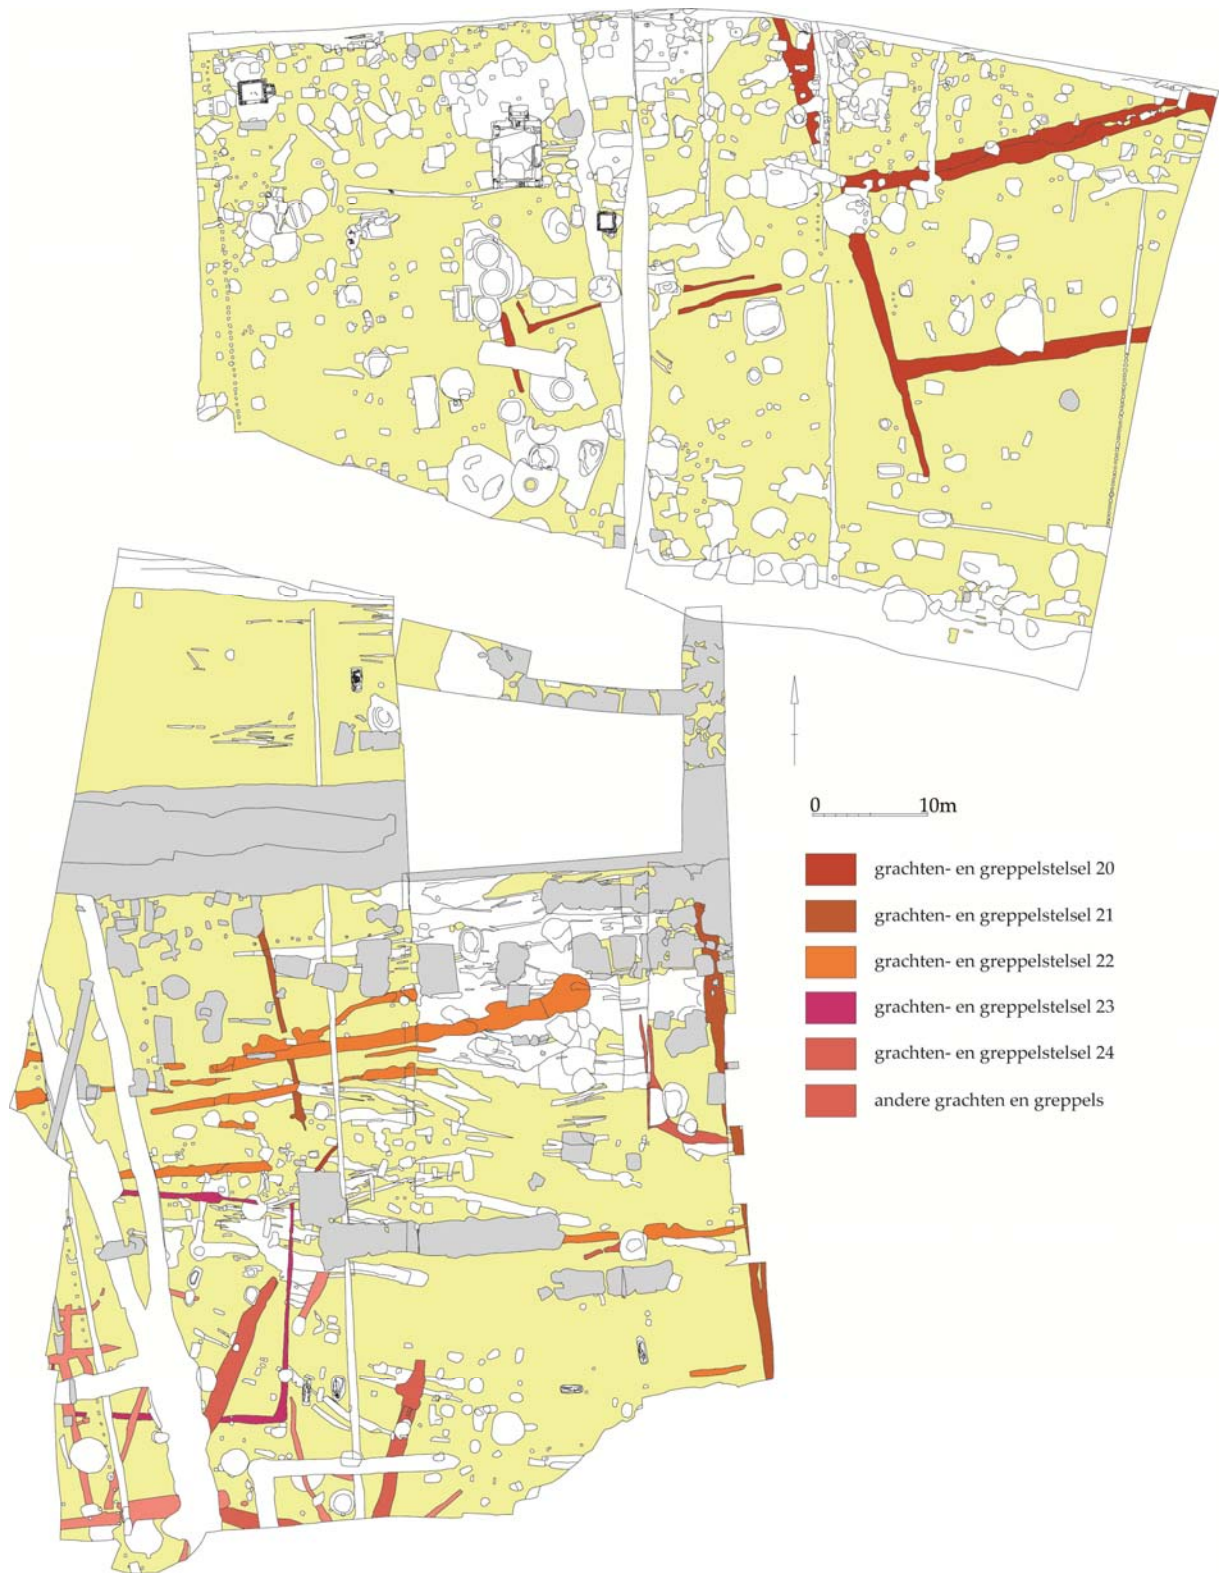 0 10m
grachten- en greppelstelsel 20
grachten- en greppelstelsel 21
grachten- en greppelstelsel 22
grachten- en greppelstelsel 23
grachten- en greppelstelsel 24
andere grachten en greppels